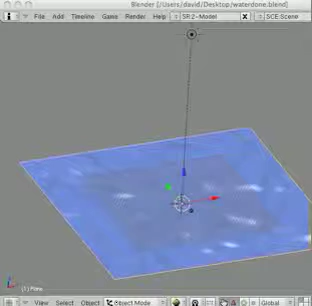 Blender [/Users/david/Desktop/waterdone.blend]
File Add Timeline Game Render Help SR:2-Model SCE:Scene
(1) Plane
View Select Object Object Mode Global